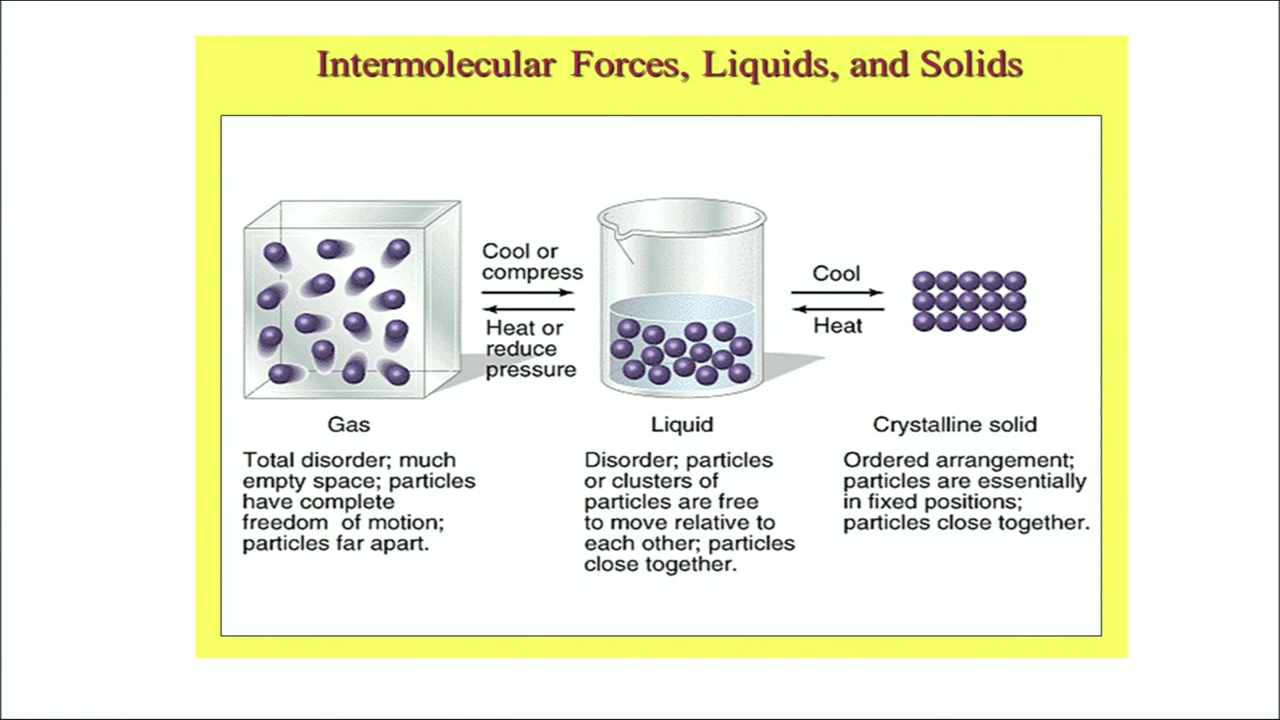 Intermolecular Forces, Liquids, and Solids
Cool or
compress
Heat or
reduce
pressure
Cool
Heat
Gas
Liquid
Crystalline solid
Total disorder; much
empty space; particles
have complete
freedom of motion;
particles far apart.
Disorder; particles
or clusters of
particles are free
to move relative to
each other; particles
close together.
Ordered arrangement;
particles are essentially
in fixed positions;
particles close together.